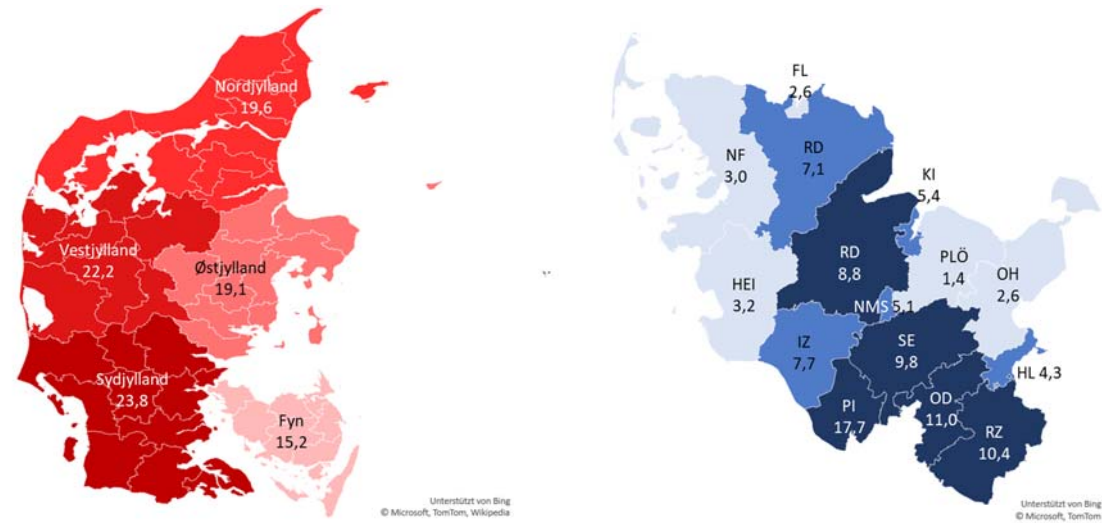 Nordjylland
19,6
Vestjylland
22,2
Østjylland
19,1
Sydjylland
23,8
Fyn
15,2
Unterstützt von Bing
© Microsoft, TomTom, Wikipedia
FL
2,6
NF
3,0
RD
7,1
KI
5,4
RD
8,8
PLÖ
1,4
OH
2,6
HEI
3,2
NMS 5,1
IZ
7,7
SE
9,8
HL 4,3
PI
17,7
OD
11,0
RZ
10,4
Unterstützt von Bing
© Microsoft, TomTom